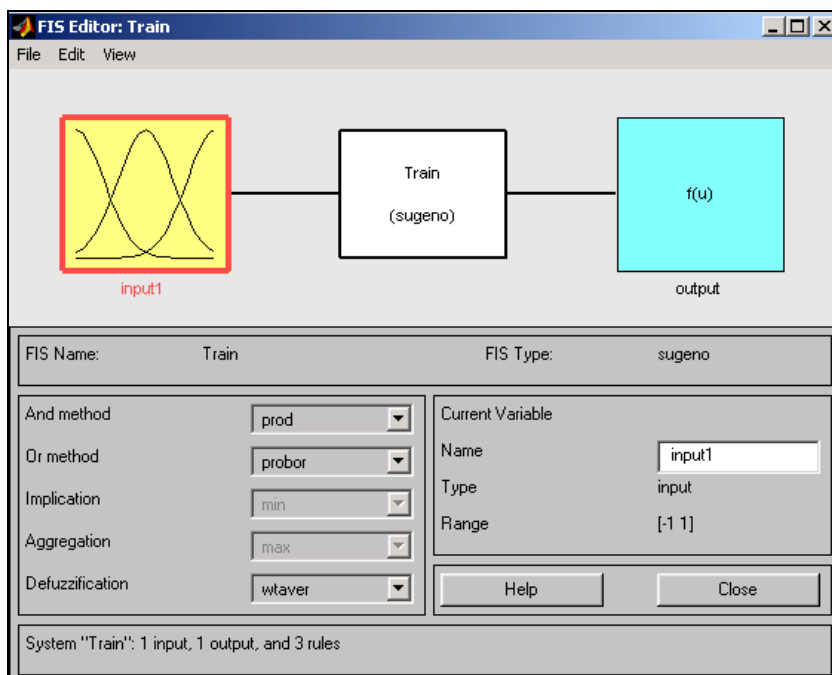 FIS Editor: Train
File Edit View
Train
(sugeno)
f(u)
input1
output
FIS Name: Train FIS Type: sugeno
And method prod
Or method probor
Implication min
Aggregation max
Defuzzification wtaver
Current Variable
Name input1
Type input
Range [-1 1]
Help Close
System "Train": 1 input, 1 output, and 3 rules